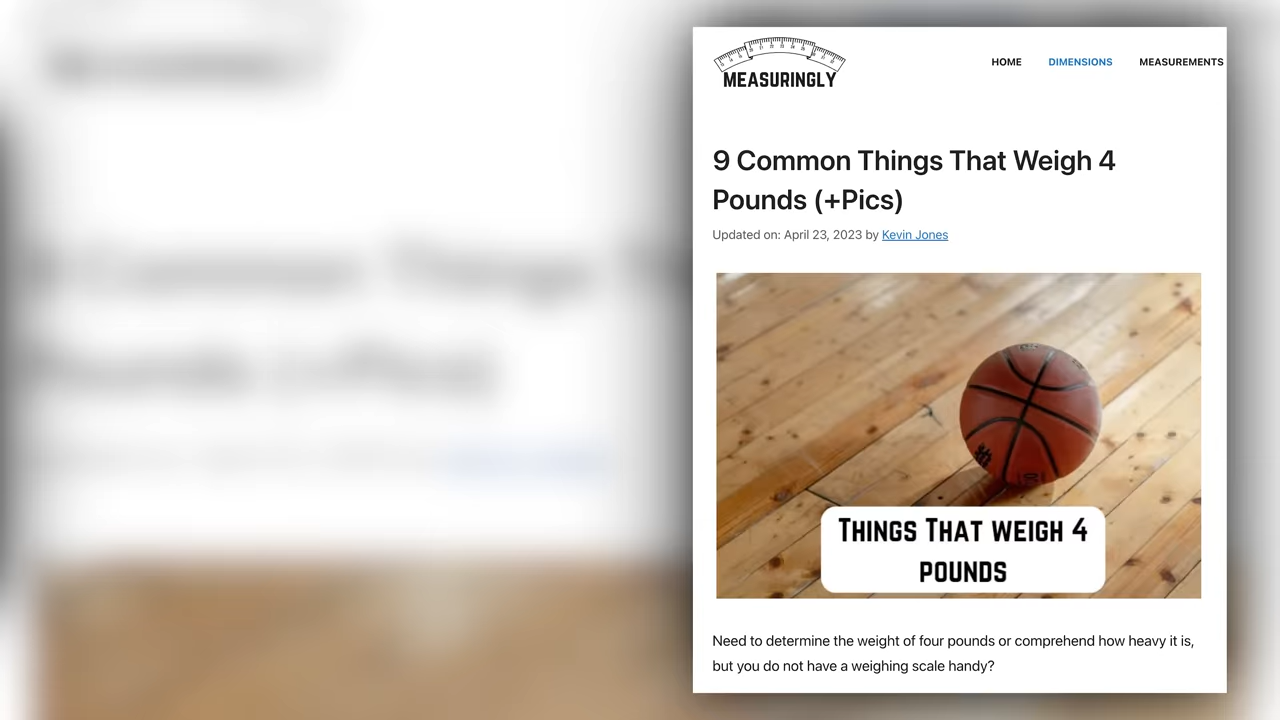 MEASURINGLY
HOME DIMENSIONS MEASUREMENTS
9 Common Things That Weigh 4
Pounds (+Pics)
Updated on: April 23, 2023 by Kevin Jones
THINGS THAT WEIGH 4
POUNDS
Need to determine the weight of four pounds or comprehend how heavy it is,
but you do not have a weighing scale handy?